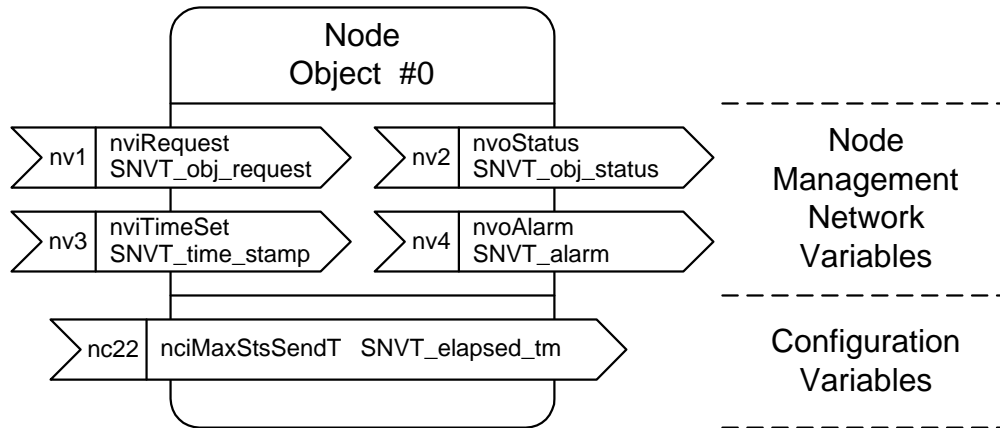 Node
Object #0
nv1
nviRequest
SNVT_obj_request
nv2
nvoStatus
SNVT_obj_status
nv3
nviTimeSet
SNVT_time_stamp
nv4
nvoAlarm
SNVT_alarm
Node
Management
Network
Variables
nc22
nciMaxStsSendT SNVT_elapsed_tm
Configuration
Variables